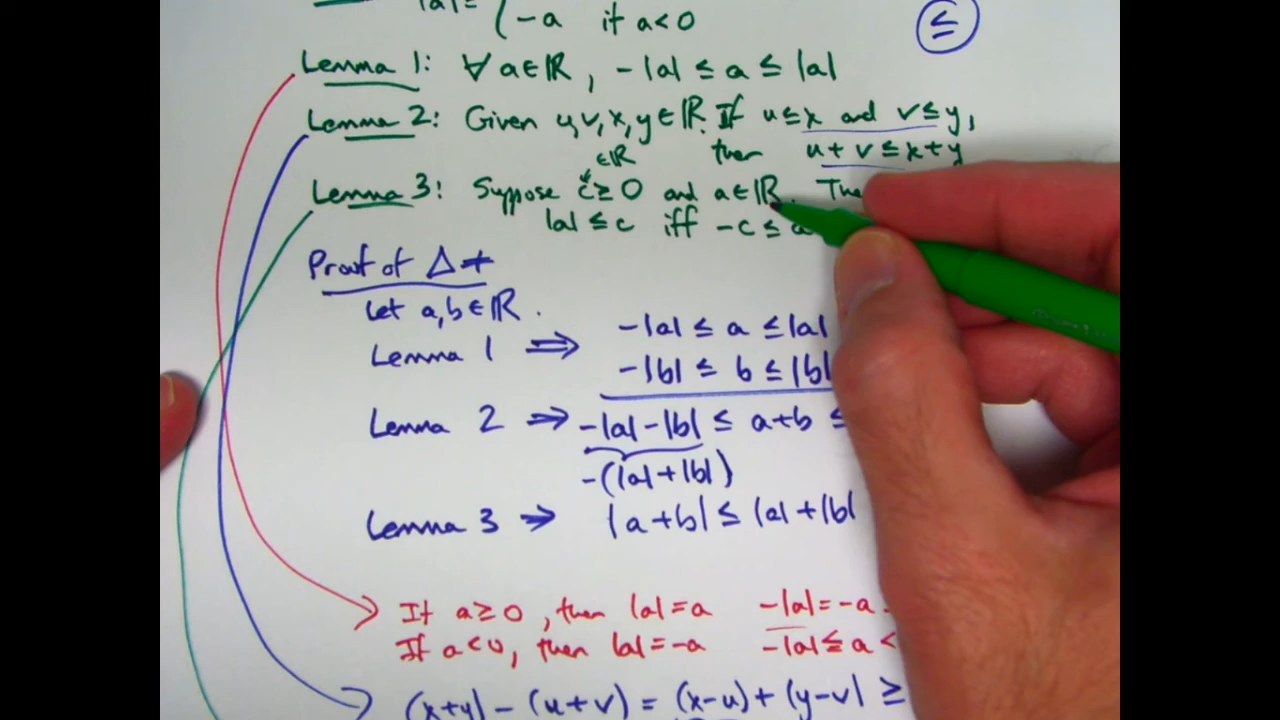 |a| = { -a if a < 0
≤
Lemma 1: ∀ a∈ℝ, -|a| ≤ a ≤ |a|
Lemma 2: Given u,v,x,y ∈ ℝ. If u ≤ x and v ≤ y,
then u + v ≤ x + y
∈ℝ
Lemma 3: Suppose c ≥ 0 and a ∈ ℝ.
|a| ≤ c iff -c ≤ a
Proof of Δ≠
Let a,b ∈ ℝ.
Lemma 1 ⇒ -|a| ≤ a ≤ |a|
-|b| ≤ b ≤ |b|
Lemma 2 ⇒ -|a| - |b| ≤ a+b ≤
-(|a|+|b|)
Lemma 3 ⇒ |a+b| ≤ |a|+|b|
If a ≥ 0, then |a| = a -|a| = -a
If a < 0, then |a| = -a -|a| ≤ a <
(x+y) - (u+v) = (x-u) + (y-v) ≥